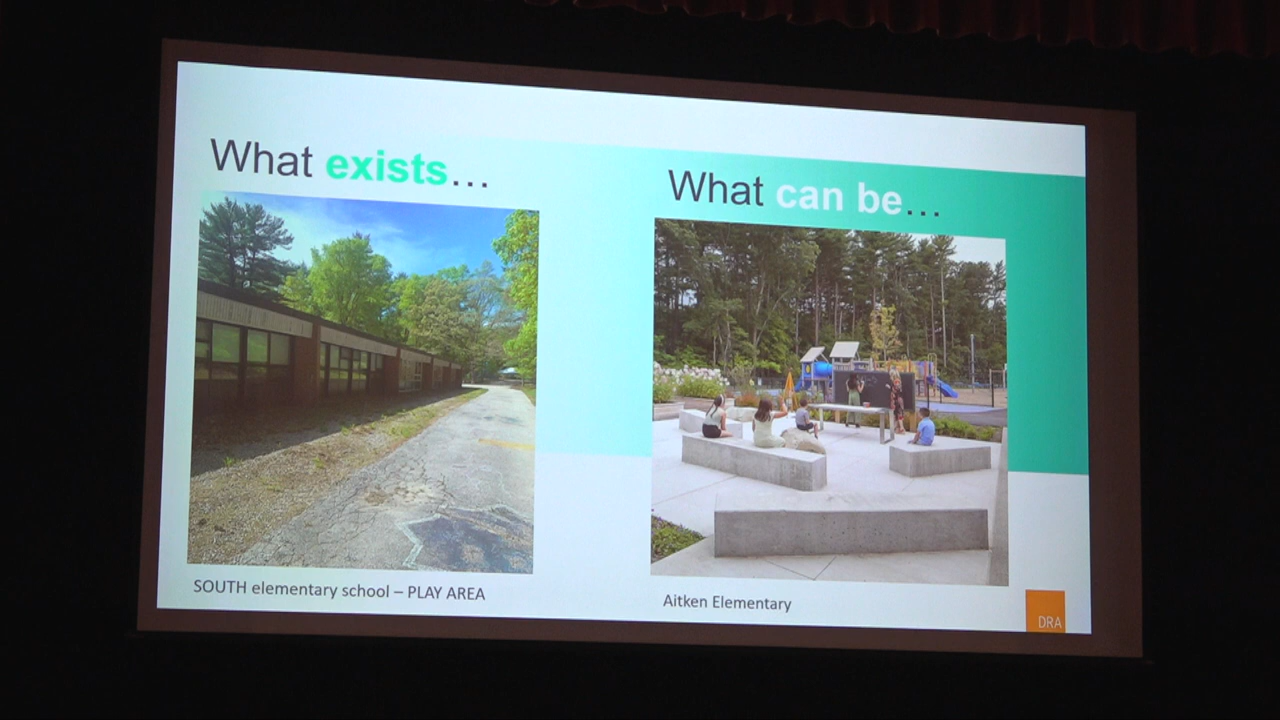 What exists...
What can be...
SOUTH elementary school – PLAY AREA
Aitken Elementary
DRA